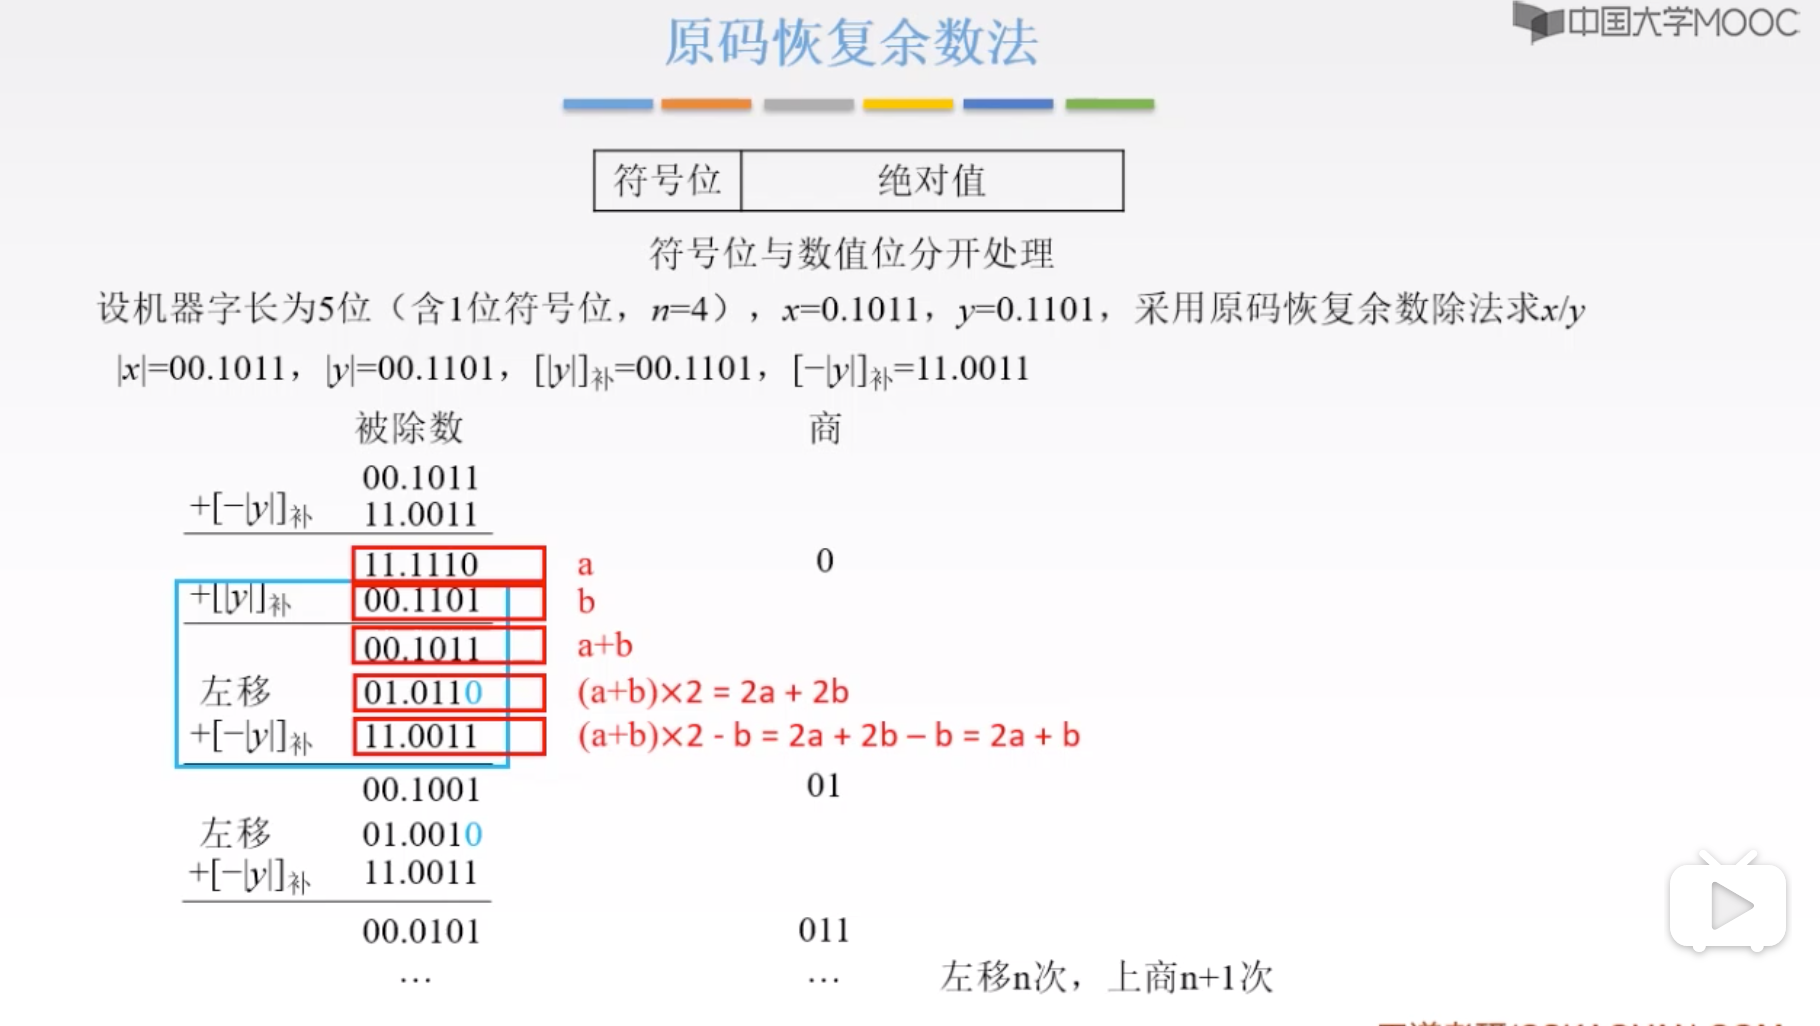 原码恢复余数法
中国大学MOOC
符号位 绝对值
符号位与数值位分开处理
设机器字长为5位（含1位符号位，n=4），x=0.1011，y=0.1101，采用原码恢复余数除法求x/y
|x|=00.1011，|y|=00.1101，[|y|]补=00.1101，[−|y|]补=11.0011
被除数 商
00.1011
+[−|y|]补 11.0011
11.1110 a 0
+[|y|]补 00.1101 b
00.1011 a+b
左移 01.0110 (a+b)×2 = 2a + 2b
+[−|y|]补 11.0011 (a+b)×2 - b = 2a + 2b – b = 2a + b
00.1001 01
左移 01.0010
+[−|y|]补 11.0011
00.0101 011
… … 左移n次，上商n+1次